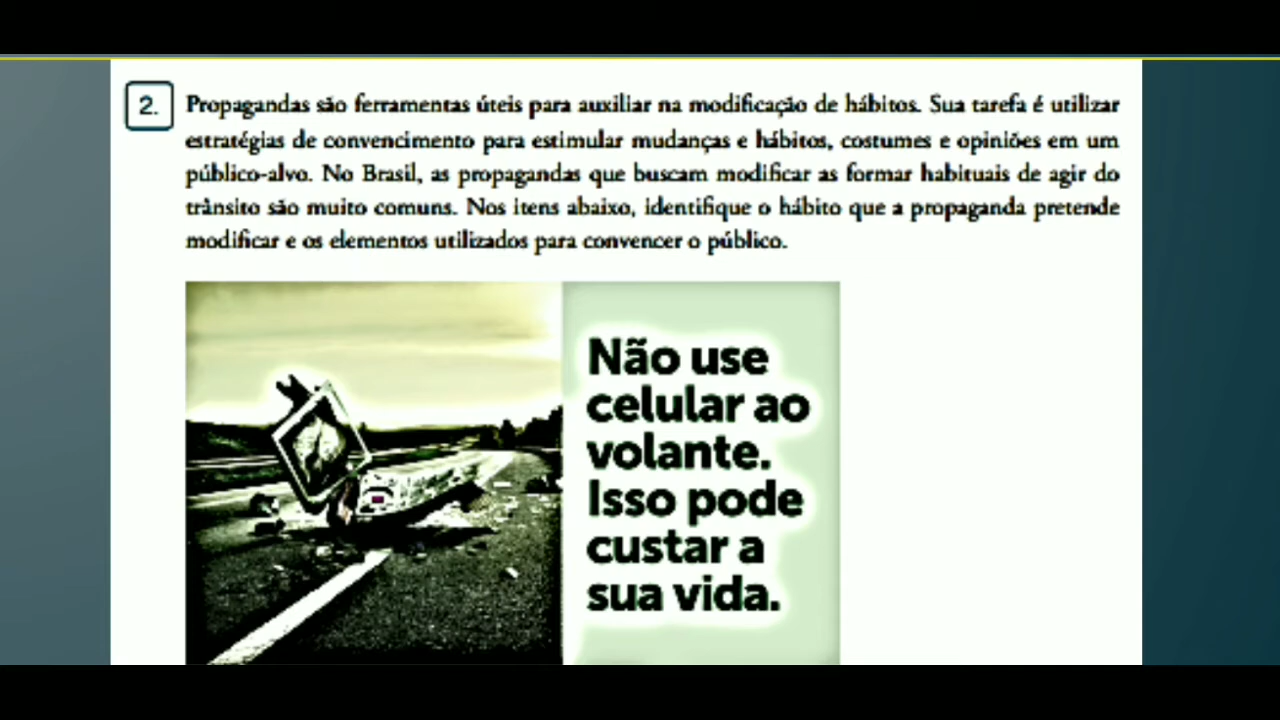 2.
Propagandas são ferramentas úteis para auxiliar na modificação de hábitos. Sua tarefa é utilizar
estratégias de convencimento para estimular mudanças e hábitos, costumes e opiniões em um
público-alvo. No Brasil, as propagandas que buscam modificar as formar habituais de agir do
trânsito são muito comuns. Nos itens abaixo, identifique o hábito que a propaganda pretende
modificar e os elementos utilizados para convencer o público.
Não use
celular ao
volante.
Isso pode
custar a
sua vida.